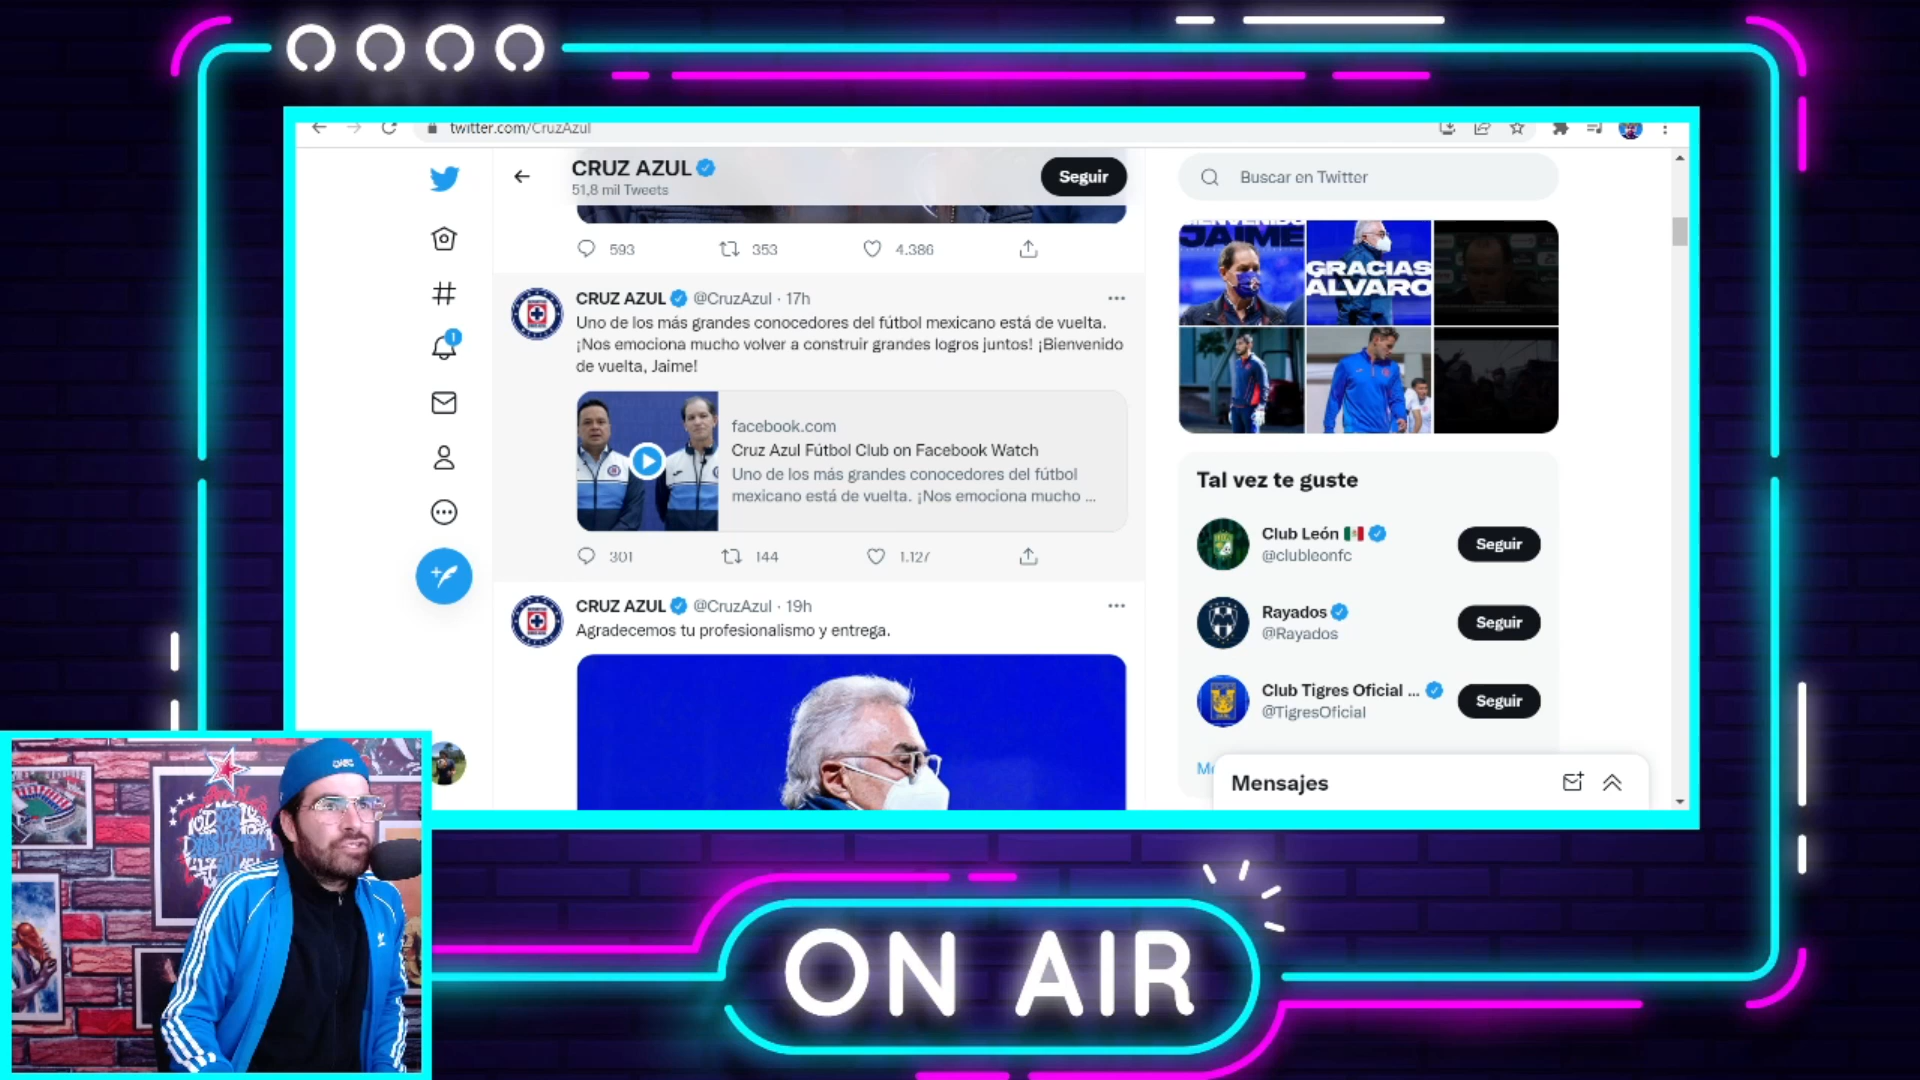 twitter.com/CruzAzul
CRUZ AZUL
51,8 mil Tweets
Seguir
593
353
4.386
CRUZ AZUL @CruzAzul · 17h
Uno de los más grandes conocedores del fútbol mexicano está de vuelta.
¡Nos emociona mucho volver a construir grandes logros juntos! ¡Bienvenido
de vuelta, Jaime!
facebook.com
Cruz Azul Fútbol Club on Facebook Watch
Uno de los más grandes conocedores del fútbol
mexicano está de vuelta. ¡Nos emociona mucho ...
301
144
1.127
CRUZ AZUL @CruzAzul · 19h
Agradecemos tu profesionalismo y entrega.
Buscar en Twitter
BIENVENIDO
JAIME
GRACIAS
ALVARO
Tal vez te guste
Club León
@clubleonfc
Seguir
Rayados
@Rayados
Seguir
Club Tigres Oficial ...
@TigresOficial
Seguir
Mensajes
1
ON AIR